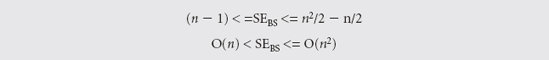 (n − 1) < =SE_BS <= n²/2 − n/2
O(n) < SE_BS <= O(n²)